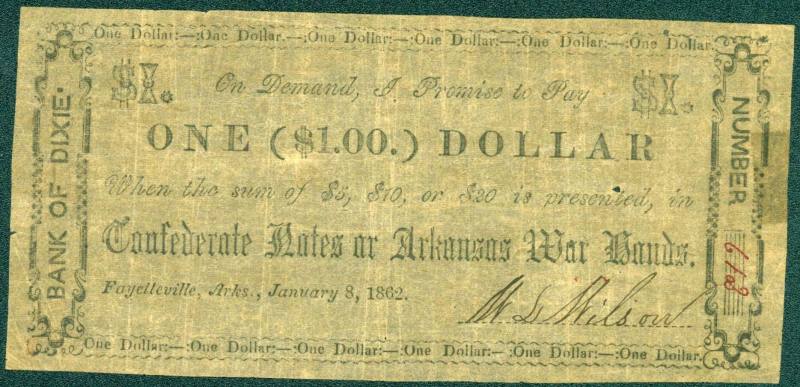 One Dollar:—:One Dollar.—:One Dollar:—:One Dollar:—:One Dollar:—:One Dollar.
$1. On Demand, I Promise to Pay $1.
ONE ($1.00.) DOLLAR
When the sum of $5, $10, or $20 is presented, in
Confederate Notes or Arkansas War Bonds.
Fayetteville, Arks., January 8, 1862.
W L Wilson
One Dollar:—:One Dollar:—:One Dollar:—:One Dollar:—:One Dollar:—:One Dollar.
BANK OF DIXIE.
NUMBER